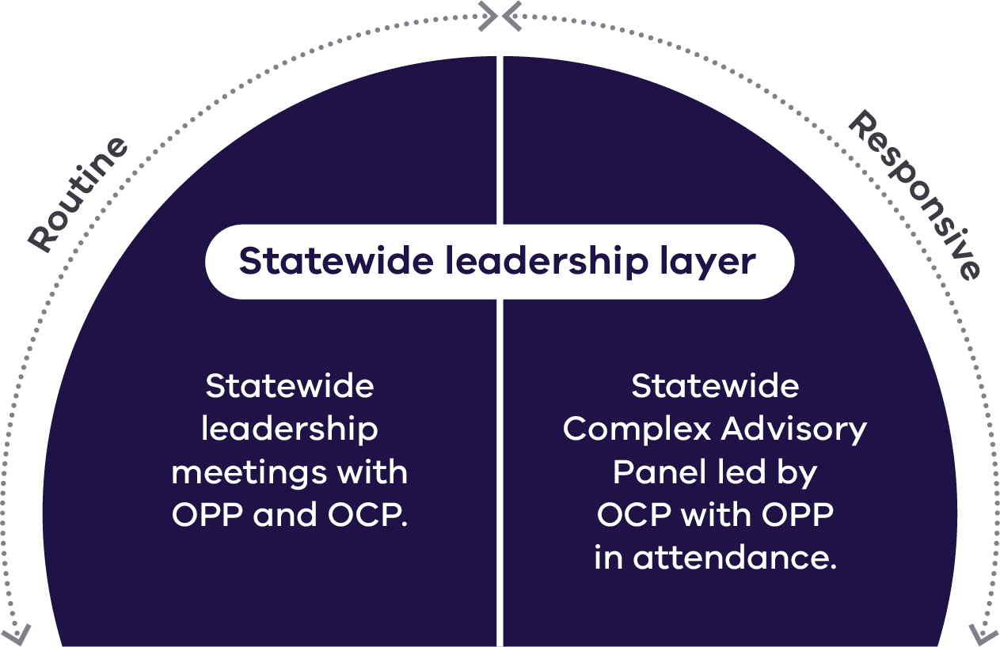 Routine
Responsive
Statewide leadership layer
Statewide
leadership
meetings with
OPP and OCP.
Statewide
Complex Advisory
Panel led by
OCP with OPP
in attendance.